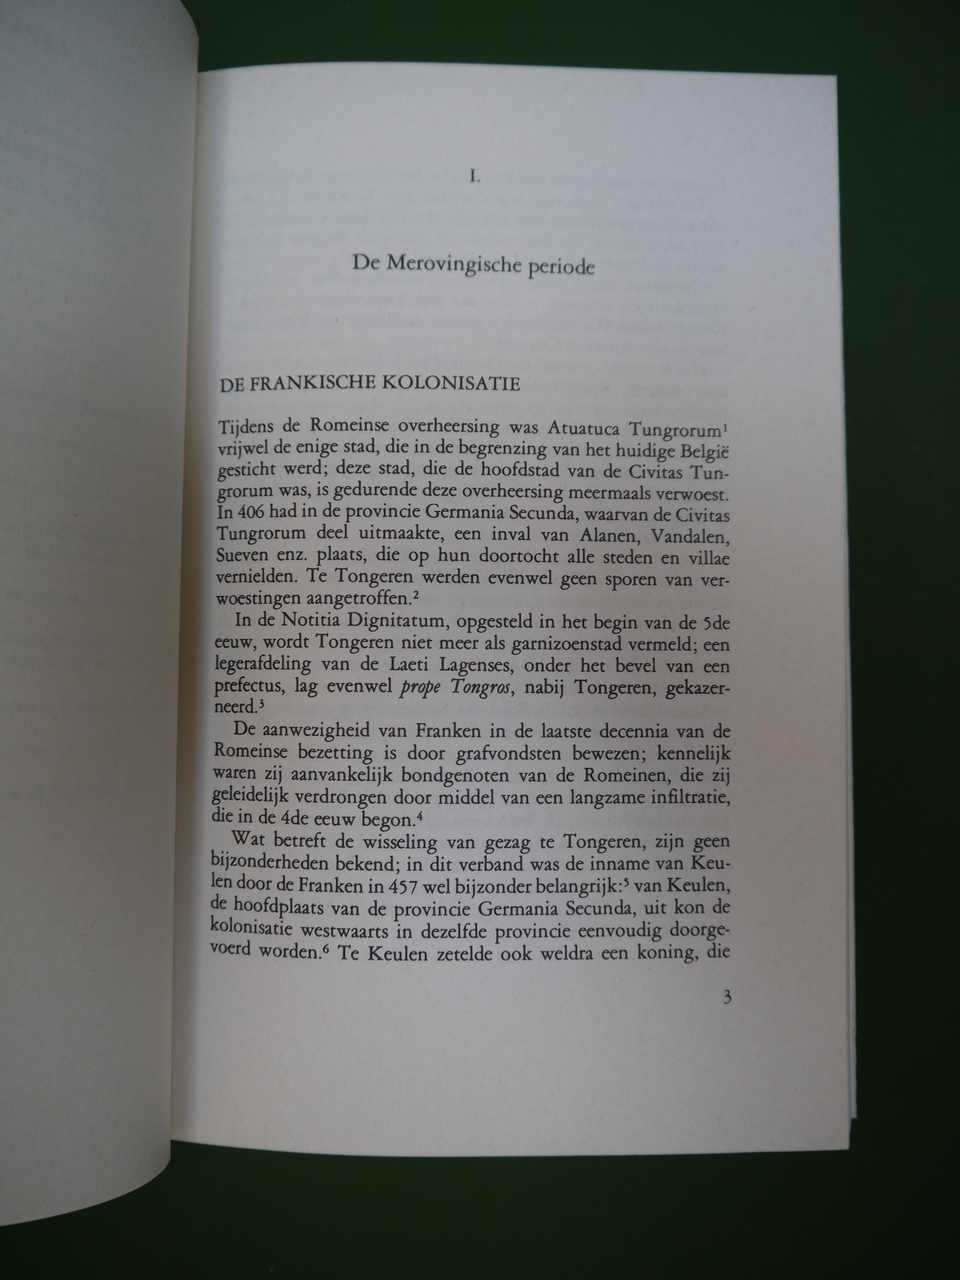 I.
De Merovingische periode
DE FRANKISCHE KOLONISATIE
Tijdens de Romeinse overheersing was Atuatuca Tungrorum¹
vrijwel de enige stad, die in de begrenzing van het huidige België
gesticht werd; deze stad, die de hoofdstad van de Civitas Tun-
grorum was, is gedurende deze overheersing meermaals verwoest.
In 406 had in de provincie Germania Secunda, waarvan de Civitas
Tungrorum deel uitmaakte, een inval van Alanen, Vandalen,
Sueven enz. plaats, die op hun doortocht alle steden en villae
vernielden. Te Tongeren werden evenwel geen sporen van ver-
woestingen aangetroffen.²
In de Notitia Dignitatum, opgesteld in het begin van de 5de
eeuw, wordt Tongeren niet meer als garnizoenstad vermeld; een
legerafdeling van de Laeti Lagenses, onder het bevel van een
prefectus, lag evenwel prope Tongros, nabij Tongeren, gekazer-
neerd.³
De aanwezigheid van Franken in de laatste decennia van de
Romeinse bezetting is door grafvondsten bewezen; kennelijk
waren zij aanvankelijk bondgenoten van de Romeinen, die zij
geleidelijk verdrongen door middel van een langzame infiltratie,
die in de 4de eeuw begon.⁴
Wat betreft de wisseling van gezag te Tongeren, zijn geen
bijzonderheden bekend; in dit verband was de inname van Keu-
len door de Franken in 457 wel bijzonder belangrijk:⁵ van Keulen,
de hoofdplaats van de provincie Germania Secunda, uit kon de
kolonisatie westwaarts in dezelfde provincie eenvoudig doorge-
voerd worden.⁶ Te Keulen zetelde ook weldra een koning, die
3